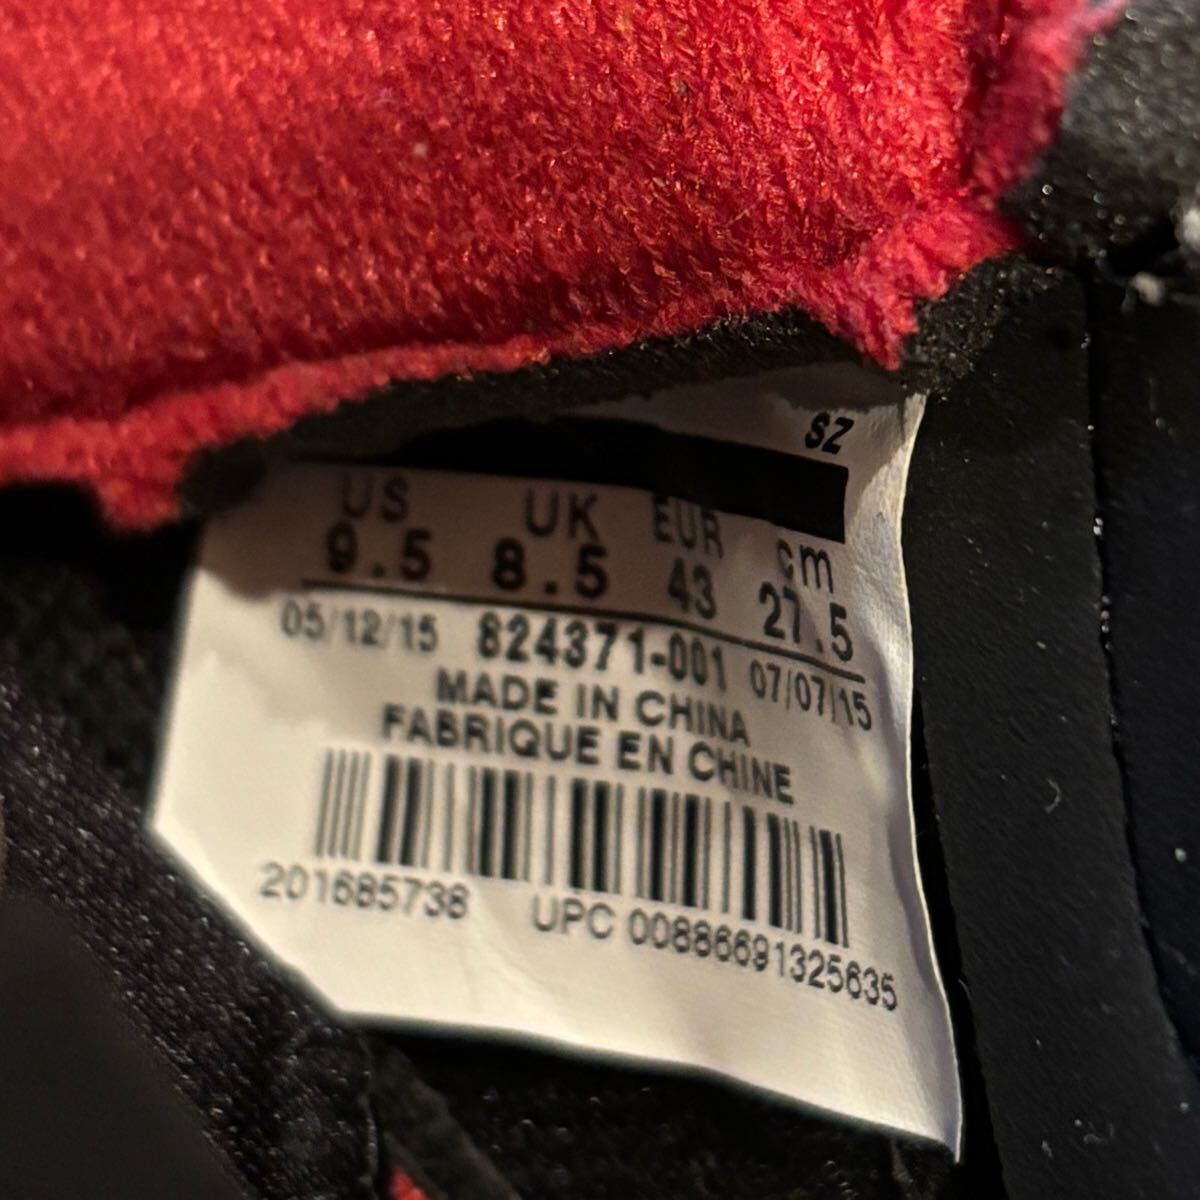 SZ
US UK EUR cm
9.5 8.5 43 27.5
05/12/15 824371-001 07/07/15
MADE IN CHINA
FABRIQUE EN CHINE
201685738 UPC 00886691325635